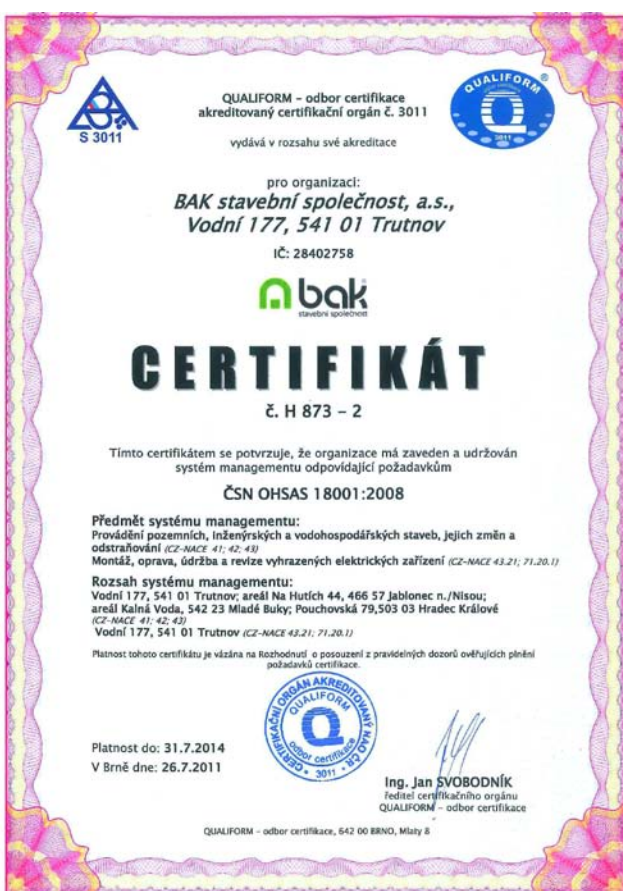 S 3011
QUALIFORM – odbor certifikace
akreditovaný certifikační orgán č. 3011
QUALIFORM®
odbor certifikace
Q
3011
vydává v rozsahu své akreditace
pro organizaci:
BAK stavební společnost, a.s.,
Vodní 177, 541 01 Trutnov
IČ: 28402758
bak
stavební společnost
CERTIFIKÁT
č. H 873 – 2
Tímto certifikátem se potvrzuje, že organizace má zaveden a udržován
systém managementu odpovídající požadavkům
ČSN OHSAS 18001:2008
Předmět systému managementu:
Provádění pozemních, Inženýrských a vodohospodářských staveb, jejich změn a
odstraňování (CZ-NACE 41; 42; 43)
Montáž, oprava, údržba a revize vyhrazených elektrických zařízení (CZ-NACE 43.21; 71.20.1)
Rozsah systému managementu:
Vodní 177, 541 01 Trutnov; areál Na Hutích 44, 466 57 Jablonec n./Nisou;
areál Kalná Voda, 542 23 Mladé Buky; Pouchovská 79,503 03 Hradec Králové
(CZ-NACE 41; 42; 43)
Vodní 177, 541 01 Trutnov (CZ-NACE 43.21; 71.20.1)
Platnost tohoto certifikátu je vázána na Rozhodnutí o posouzení z pravidelných dozorů ověřujících plnění
požadavků certifikace.
CERTIFIKAČNÍ ORGÁN AKREDITOVANÝ NAO ČR
QUALIFORM
Q
odbor certifikace
3011
Platnost do: 31.7.2014
V Brně dne: 26.7.2011
Ing. Jan SVOBODNÍK
ředitel certifikačního orgánu
QUALIFORM – odbor certifikace
QUALIFORM – odbor certifikace, 642 00 BRNO, Mlaty 8